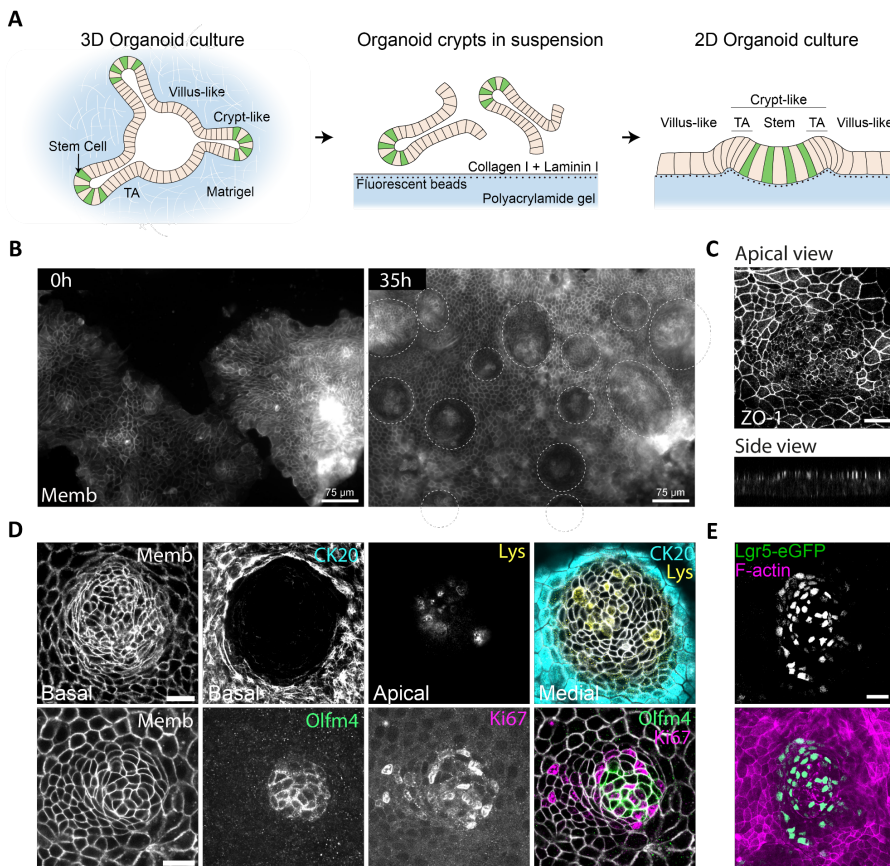 A
3D Organoid culture
Organoid crypts in suspension
2D Organoid culture
Villus-like
Crypt-like
Stem Cell
TA
Matrigel
Collagen I + Laminin I
Fluorescent beads
Polyacrylamide gel
Crypt-like
Villus-like
TA
Stem
TA
Villus-like
B
0h
Memb
75 µm
35h
75 µm
C
Apical view
ZO-1
Side view
D
Memb
Basal
CK20
Basal
Lys
Apical
CK20
Lys
Medial
Memb
Olfm4
Ki67
Olfm4
Ki67
E
Lgr5-eGFP
F-actin